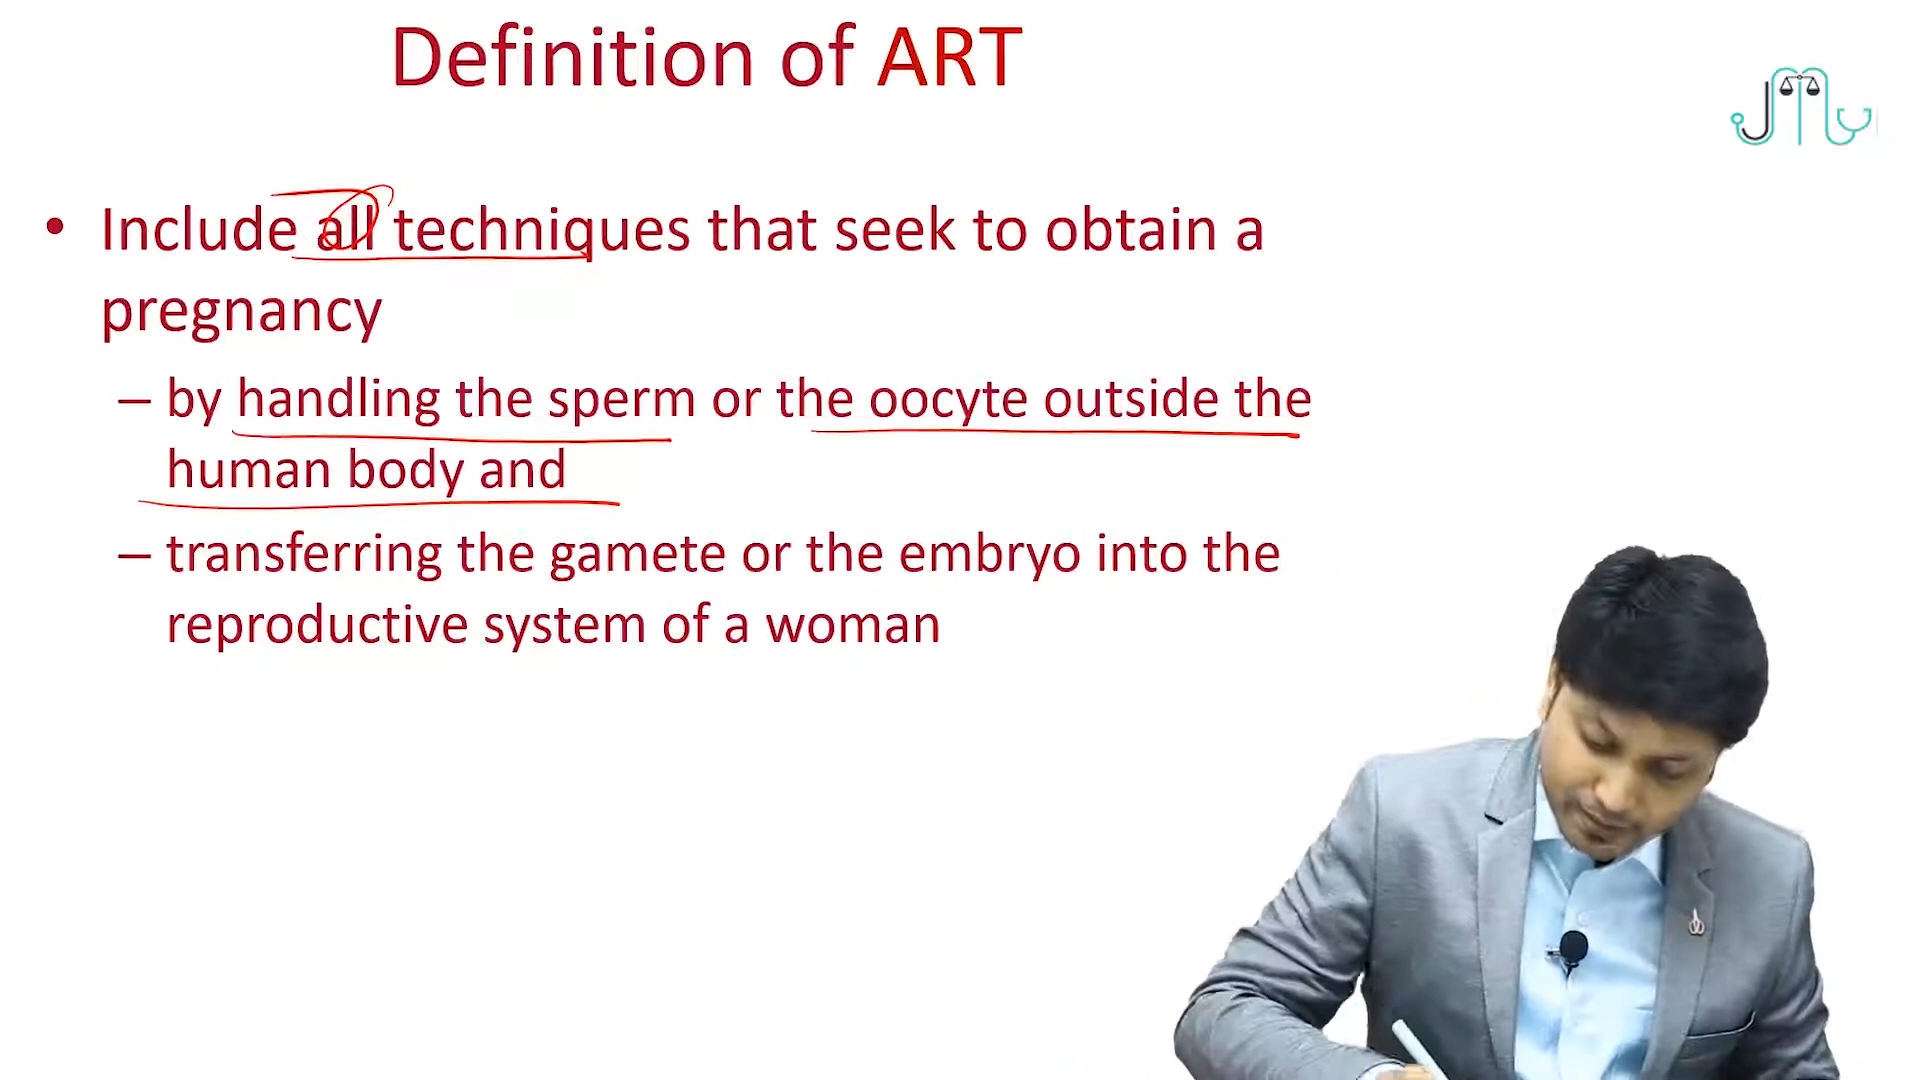 Definition of ART
• Include all techniques that seek to obtain a
pregnancy
– by handling the sperm or the oocyte outside the
human body and
– transferring the gamete or the embryo into the
reproductive system of a woman